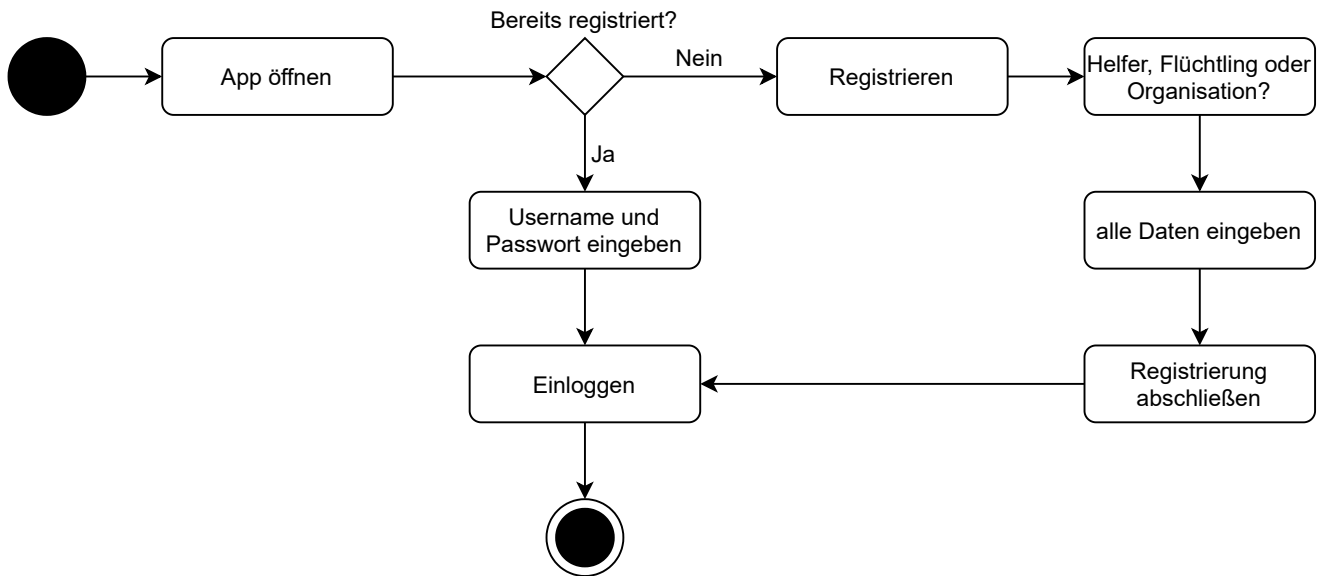 Bereits registriert?
App öffnen
Nein
Registrieren
Helfer, Flüchtling oder
Organisation?
Ja
Username und
Passwort eingeben
alle Daten eingeben
Einloggen
Registrierung
abschließen